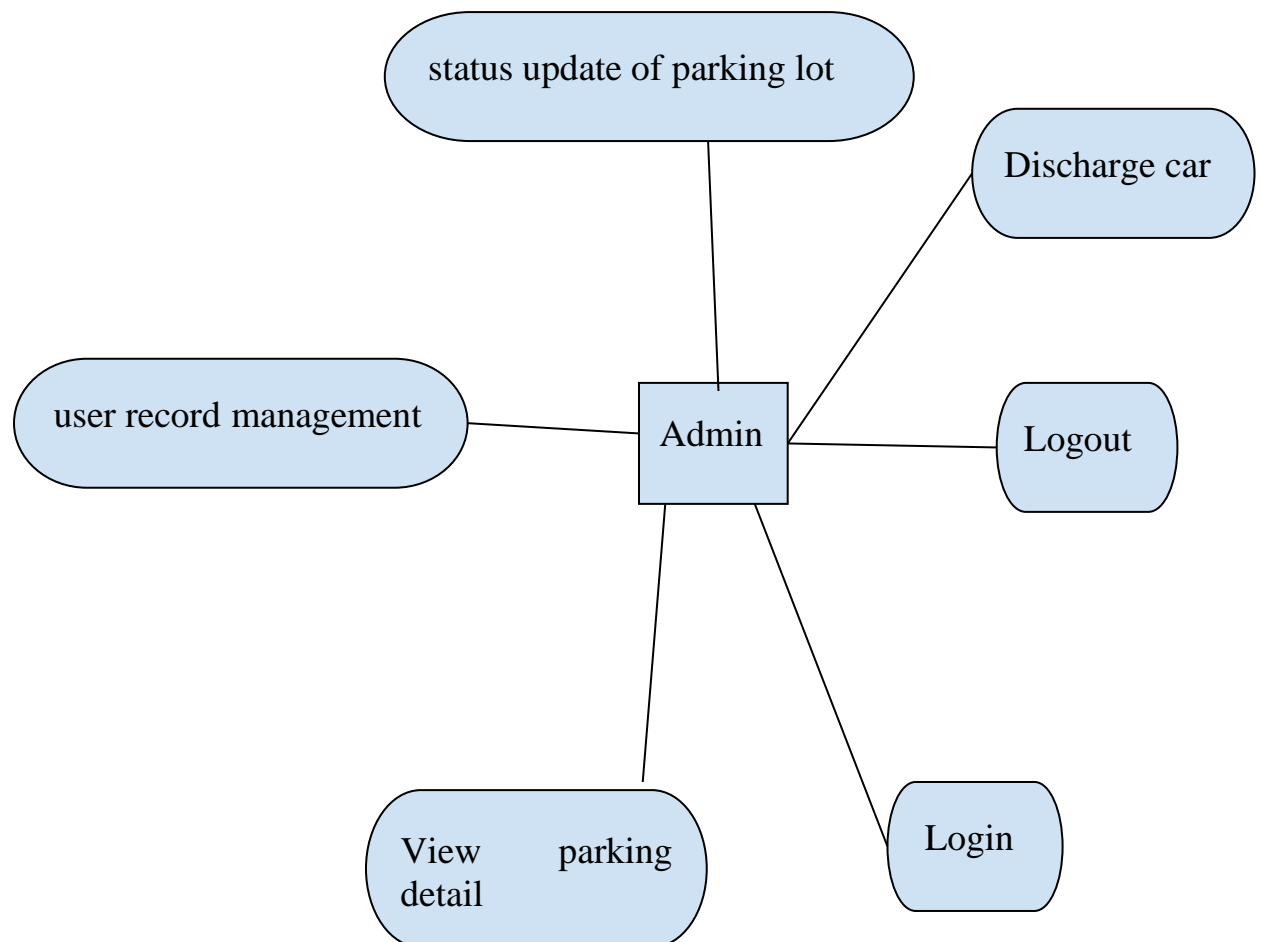 status update of parking lot
Discharge car
user record management
Admin
Logout
View parking
detail
Login